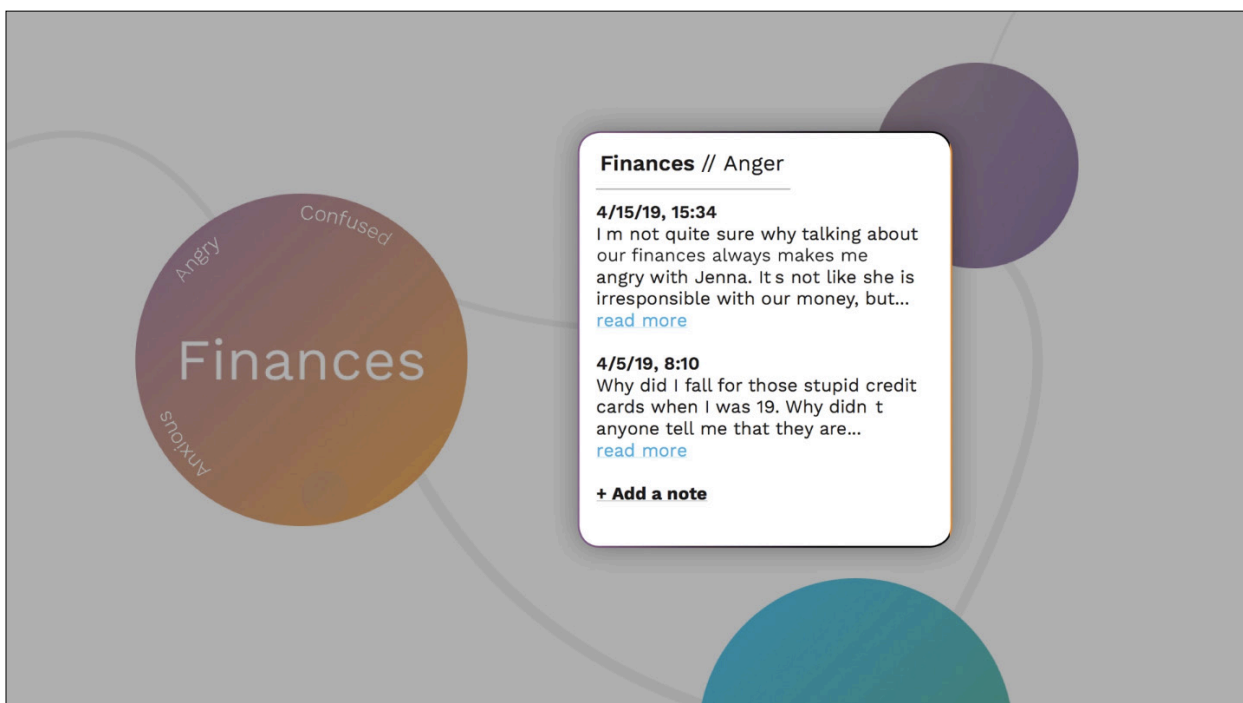 Confused
Angry
Finances
Anxious
Finances // Anger
4/15/19, 15:34
I m not quite sure why talking about
our finances always makes me
angry with Jenna. It s not like she is
irresponsible with our money, but...
read more
4/5/19, 8:10
Why did I fall for those stupid credit
cards when I was 19. Why didn t
anyone tell me that they are...
read more
+ Add a note